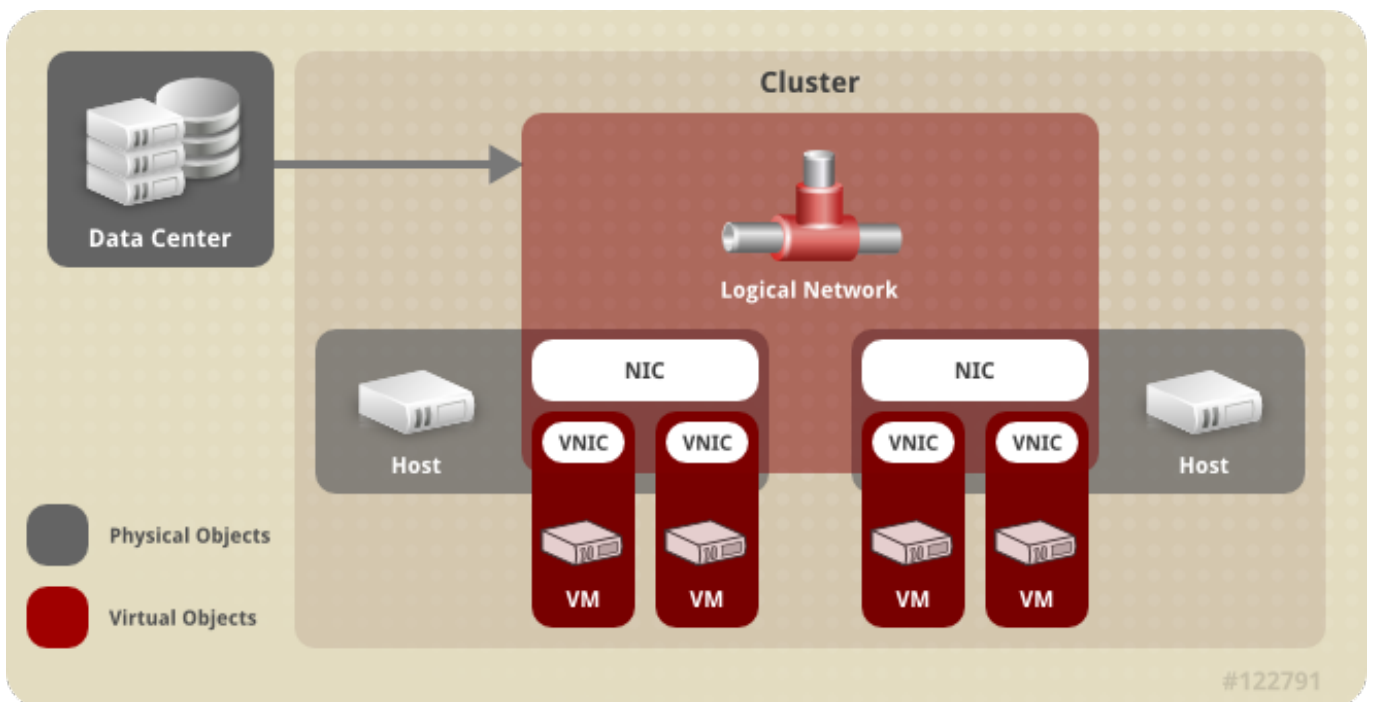 Cluster
Data Center
Logical Network
NIC
NIC
VNIC
VNIC
VNIC
VNIC
Host
Host
Physical Objects
VM
VM
VM
VM
Virtual Objects
#122791